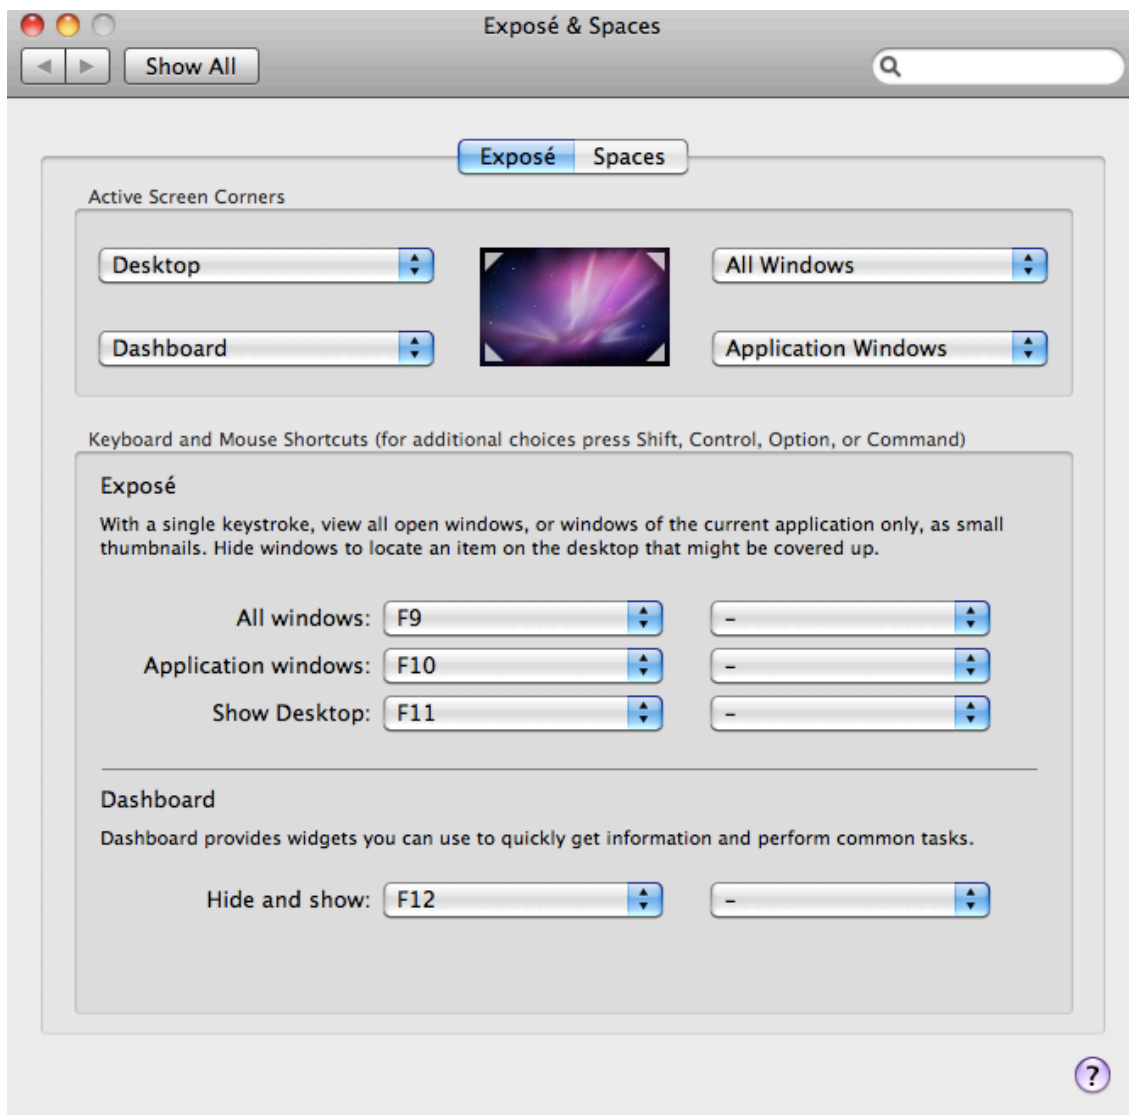 Exposé & Spaces
Show All
Exposé Spaces
Active Screen Corners
Desktop All Windows
Dashboard Application Windows
Keyboard and Mouse Shortcuts (for additional choices press Shift, Control, Option, or Command)
Exposé
With a single keystroke, view all open windows, or windows of the current application only, as small
thumbnails. Hide windows to locate an item on the desktop that might be covered up.
All windows: F9 –
Application windows: F10 –
Show Desktop: F11 –
Dashboard
Dashboard provides widgets you can use to quickly get information and perform common tasks.
Hide and show: F12 –
?